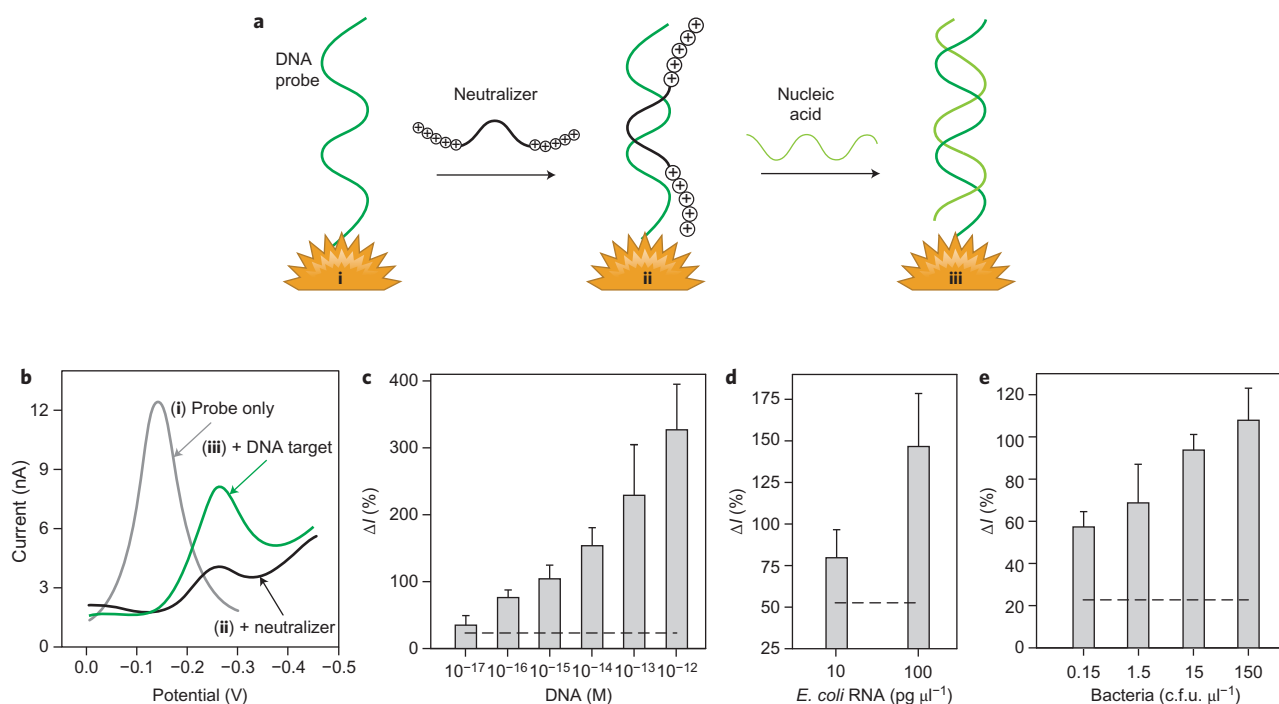 a
DNA
probe
Neutralizer
Nucleic
acid
i
ii
iii
b
Current (nA)
12
9
6
3
0
(i) Probe only
(iii) + DNA target
(ii) + neutralizer
0.0 −0.1 −0.2 −0.3 −0.4 −0.5
Potential (V)
c
ΔI (%)
400
300
200
100
0
10⁻¹⁷ 10⁻¹⁶ 10⁻¹⁵ 10⁻¹⁴ 10⁻¹³ 10⁻¹²
DNA (M)
d
ΔI (%)
175
150
125
100
75
50
25
10 100
E. coli RNA (pg μl⁻¹)
e
ΔI (%)
120
100
80
60
40
20
0
0.15 1.5 15 150
Bacteria (c.f.u. μl⁻¹)